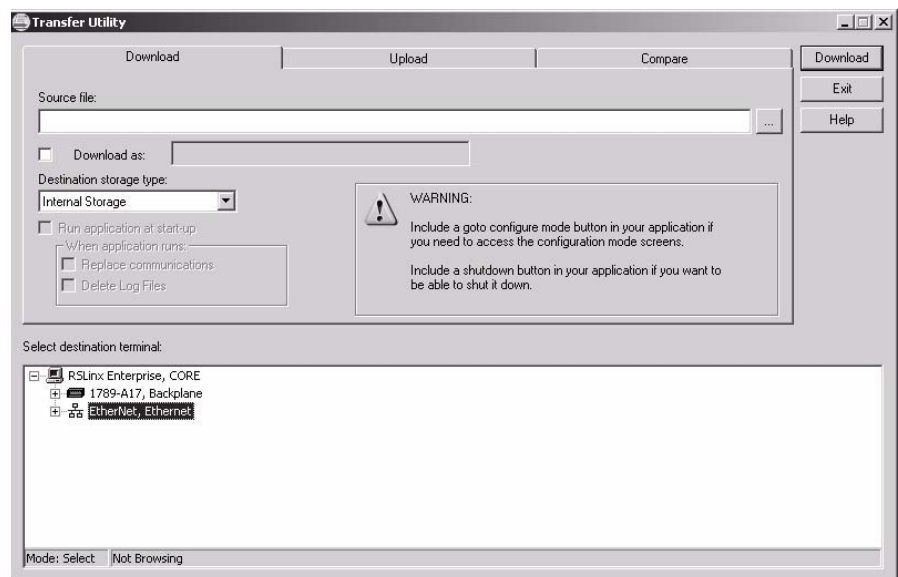 Transfer Utility
Download
Upload
Compare
Download
Exit
Help
Source file:
...
Download as:
Destination storage type:
Internal Storage
Run application at start-up
When application runs:
Replace communications
Delete Log Files
WARNING:
Include a goto configure mode button in your application if
you need to access the configuration mode screens.
Include a shutdown button in your application if you want to
be able to shut it down.
Select destination terminal:
RSLinx Enterprise, CORE
1789-A17, Backplane
EtherNet, Ethernet
Mode: Select
Not Browsing